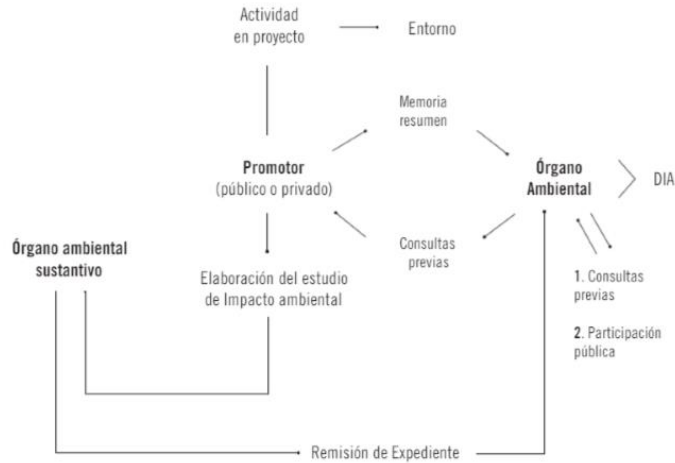 Actividad
en proyecto
Entorno
Memoria
resumen
Promotor
(público o privado)
Órgano
Ambiental
DIA
Consultas
previas
Órgano ambiental
sustantivo
Elaboración del estudio
de Impacto ambiental
1. Consultas
previas
2. Participación
pública
Remisión de Expediente